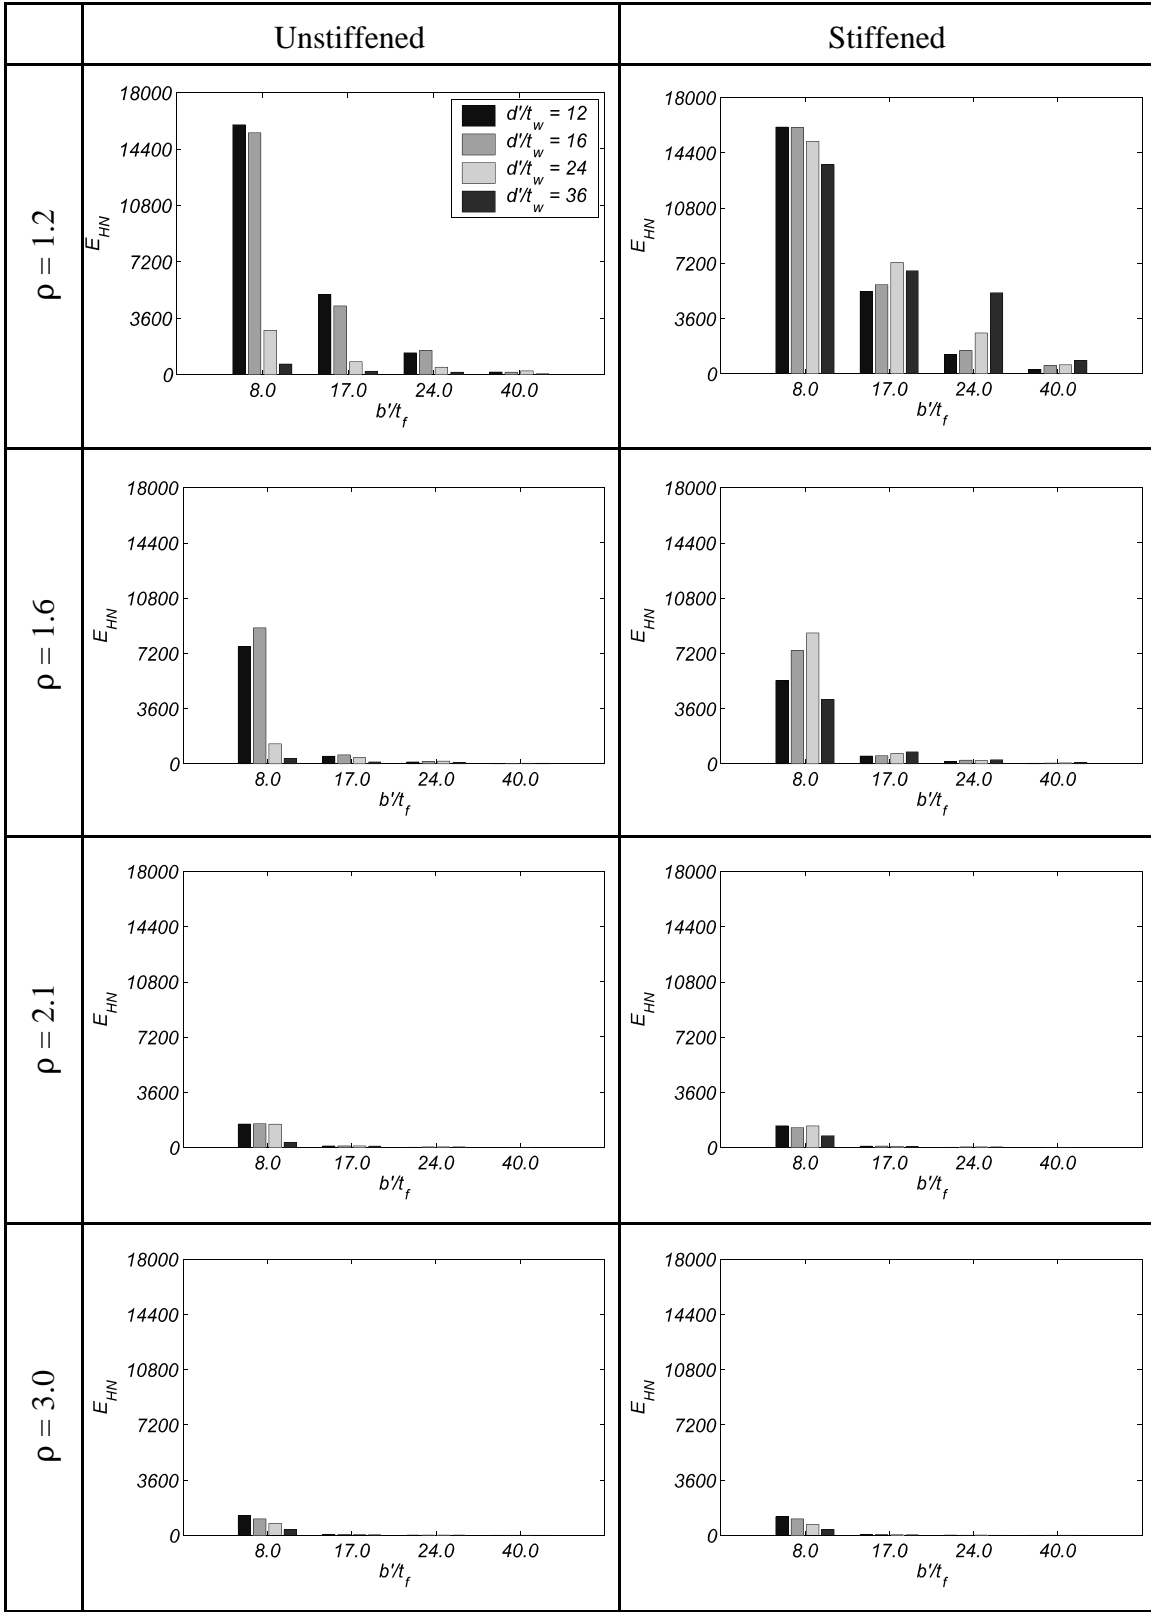 Unstiffened
Stiffened
ρ = 1.2
18000
14400
10800
7200
3600
0
E_HN
8.0 17.0 24.0 40.0
b'/t_f
d'/t_w = 12
d'/t_w = 16
d'/t_w = 24
d'/t_w = 36
18000
14400
10800
7200
3600
0
E_HN
8.0 17.0 24.0 40.0
b'/t_f
ρ = 1.6
18000
14400
10800
7200
3600
0
E_HN
8.0 17.0 24.0 40.0
b'/t_f
18000
14400
10800
7200
3600
0
E_HN
8.0 17.0 24.0 40.0
b'/t_f
ρ = 2.1
18000
14400
10800
7200
3600
0
E_HN
8.0 17.0 24.0 40.0
b'/t_f
18000
14400
10800
7200
3600
0
E_HN
8.0 17.0 24.0 40.0
b'/t_f
ρ = 3.0
18000
14400
10800
7200
3600
0
E_HN
8.0 17.0 24.0 40.0
b'/t_f
18000
14400
10800
7200
3600
0
E_HN
8.0 17.0 24.0 40.0
b'/t_f